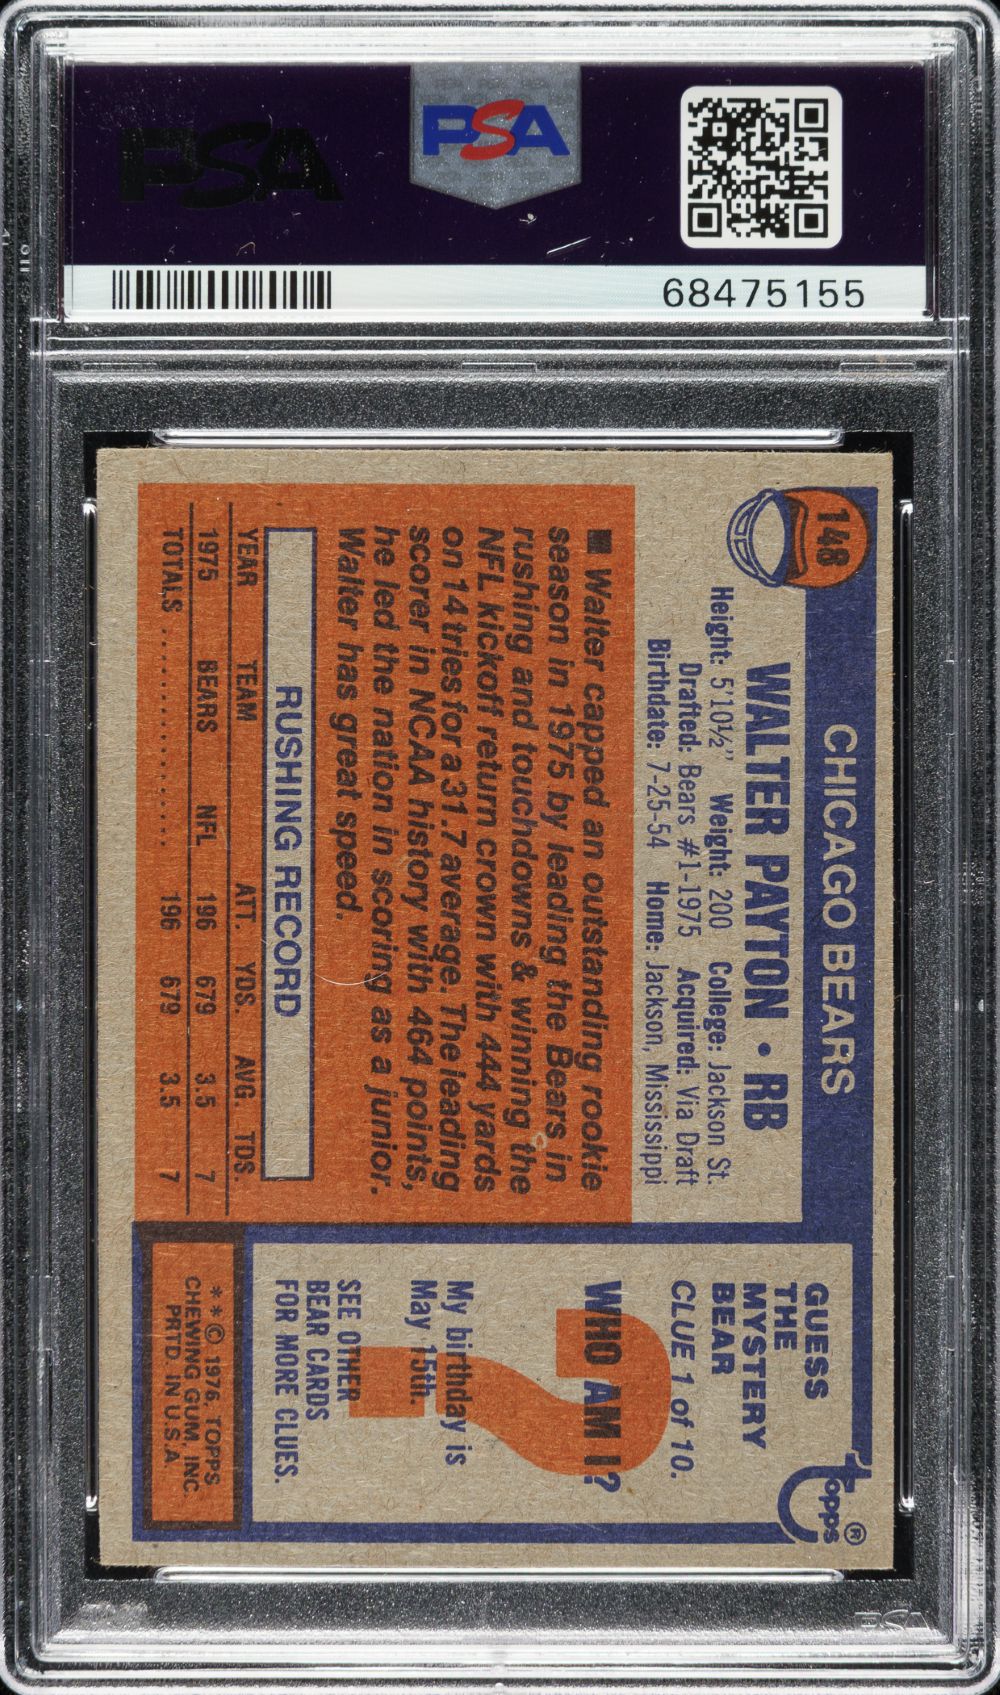 PSA
PSA
68475155
148
CHICAGO BEARS
WALTER PAYTON • RB
Height: 5'10½" Weight: 200 College: Jackson St.
Drafted: Bears #1-1975 Acquired: Via Draft
Birthdate: 7-25-54 Home: Jackson, Mississippi
■ Walter capped an outstanding rookie
season in 1975 by leading the Bears in
rushing and touchdowns & winning the
NFL kickoff return crown with 444 yards
on 14 tries for a 31.7 average. The leading
scorer in NCAA history with 464 points,
he led the nation in scoring as a junior.
Walter has great speed.
RUSHING RECORD
YEAR TEAM ATT. YDS. AVG. TDS.
1975 BEARS NFL 196 679 3.5 7
TOTALS .................. 196 679 3.5 7
GUESS
THE
MYSTERY
BEAR
CLUE 1 of 10.
WHO AM I?
?
My birthday is
May 15th.
SEE OTHER
BEAR CARDS
FOR MORE CLUES.
Topps®
**© 1976, TOPPS
CHEWING GUM, INC.
PRTD. IN U.S.A
PSA